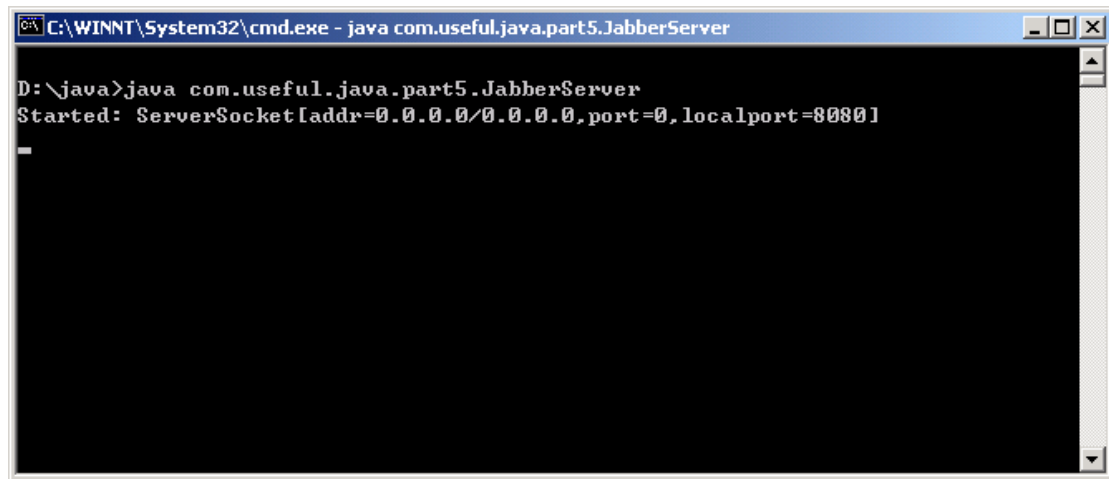 C:\WINNT\System32\cmd.exe - java com.useful.java.part5.JabberServer
D:\java>java com.useful.java.part5.JabberServer
Started: ServerSocket[addr=0.0.0.0/0.0.0.0,port=0,localport=8080]